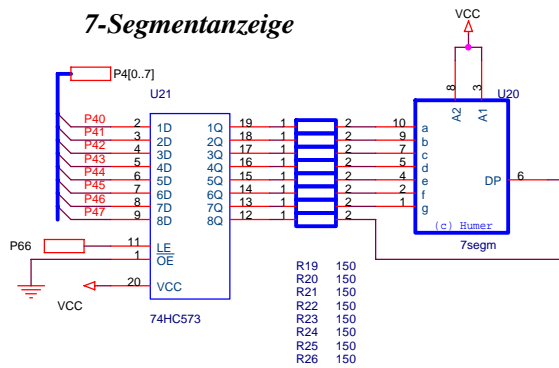 7-Segmentanzeige
VCC
P4[0..7]
U21
U20
8
3
A2
A1
P40 2 1D 1Q 19 1 2 10 a
P41 3 2D 2Q 18 1 2 9 b
P42 4 3D 3Q 17 1 2 7 c
P43 5 4D 4Q 16 1 2 5 d
P44 6 5D 5Q 15 1 2 4 e
P45 7 6D 6Q 14 1 2 2 f
P46 8 7D 7Q 13 1 2 1 g
P47 9 8D 8Q 12 1 2
DP 6
(c) Humer
7segm
P66 11 LE
1 OE
20 VCC
VCC
74HC573
R19 150
R20 150
R21 150
R22 150
R23 150
R24 150
R25 150
R26 150